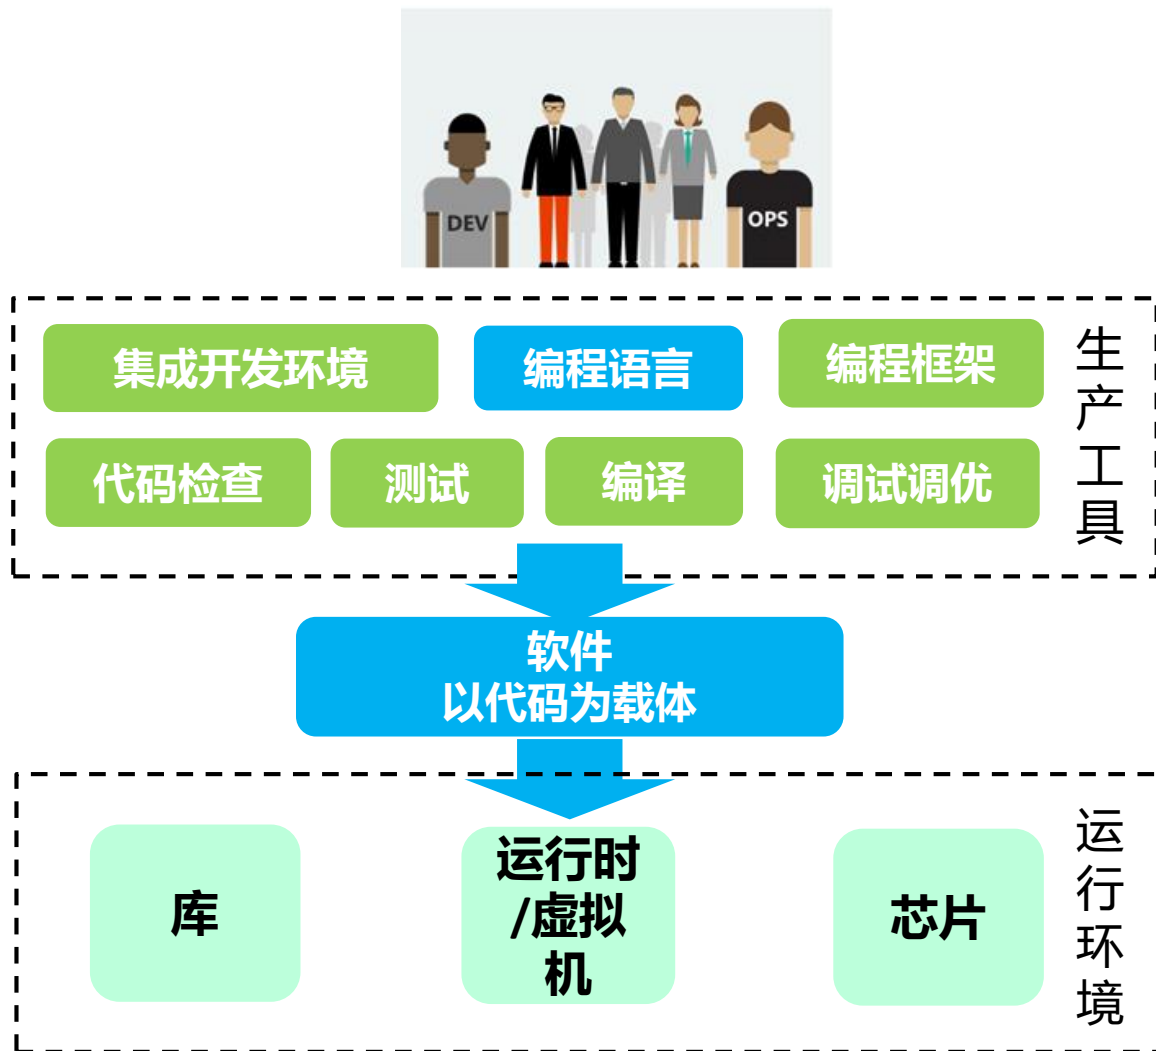 DEV
OPS
集成开发环境
编程语言
编程框架
代码检查
测试
编译
调试调优
生产工具
软件
以代码为载体
库
运行时
/虚拟
机
芯片
运行环境